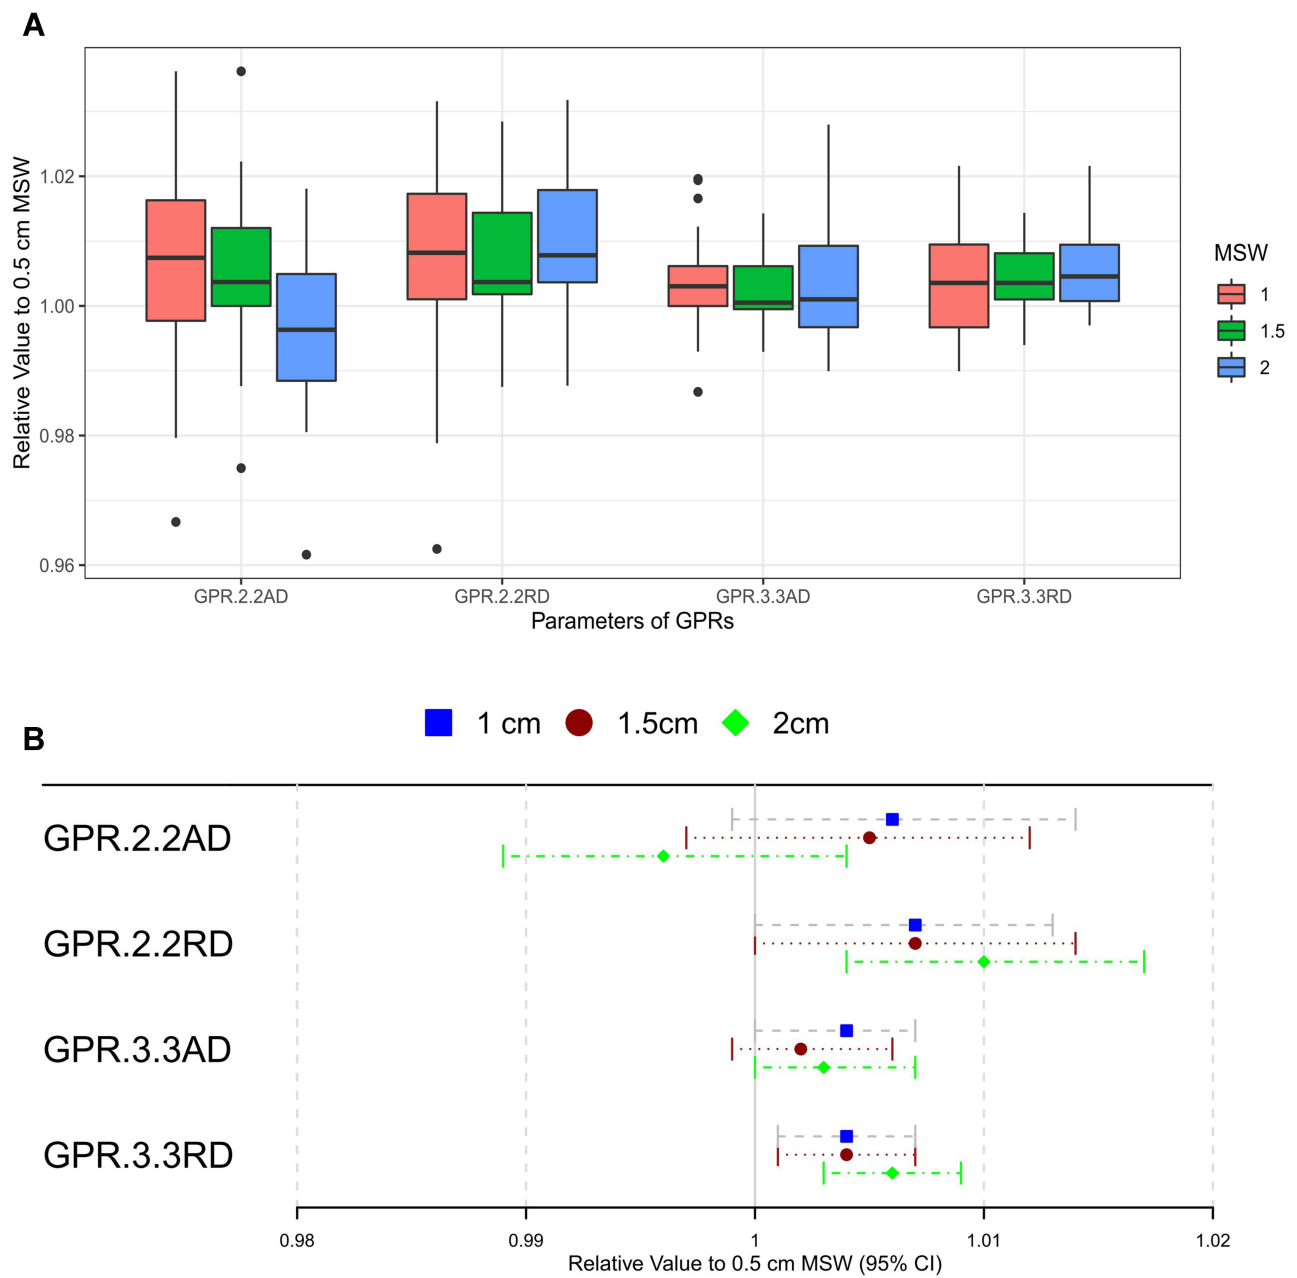 A
Relative Value to 0.5 cm MSW
1.02
1.00
0.98
0.96
GPR.2.2AD GPR.2.2RD GPR.3.3AD GPR.3.3RD
Parameters of GPRs
MSW
1
1.5
2
B
1 cm 1.5cm 2cm
GPR.2.2AD
GPR.2.2RD
GPR.3.3AD
GPR.3.3RD
0.98 0.99 1 1.01 1.02
Relative Value to 0.5 cm MSW (95% CI)